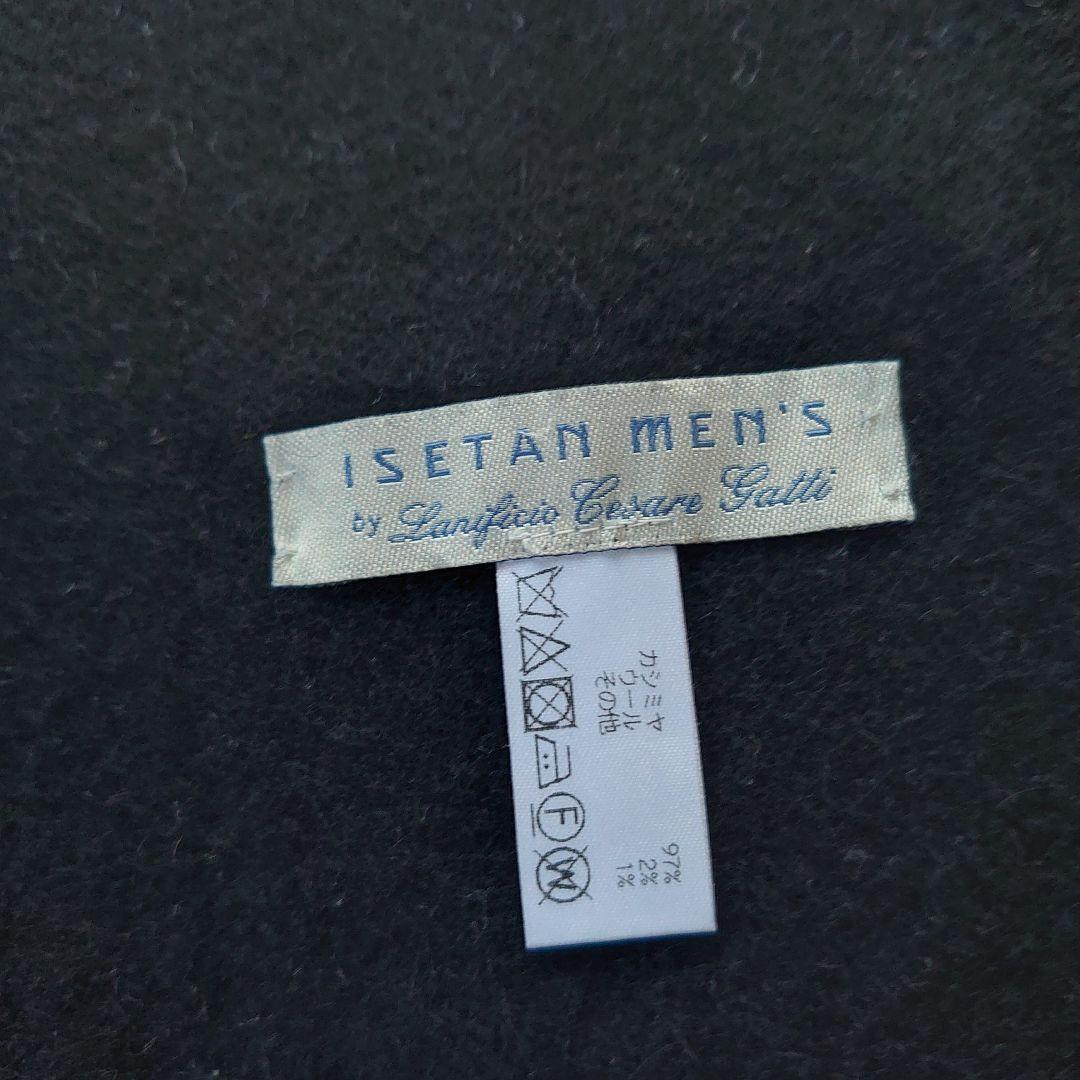 ISETAN MEN'S
by Lanificio Cesare Gatti
カシミヤ 97%
ウール 2%
その他 1%
F
W